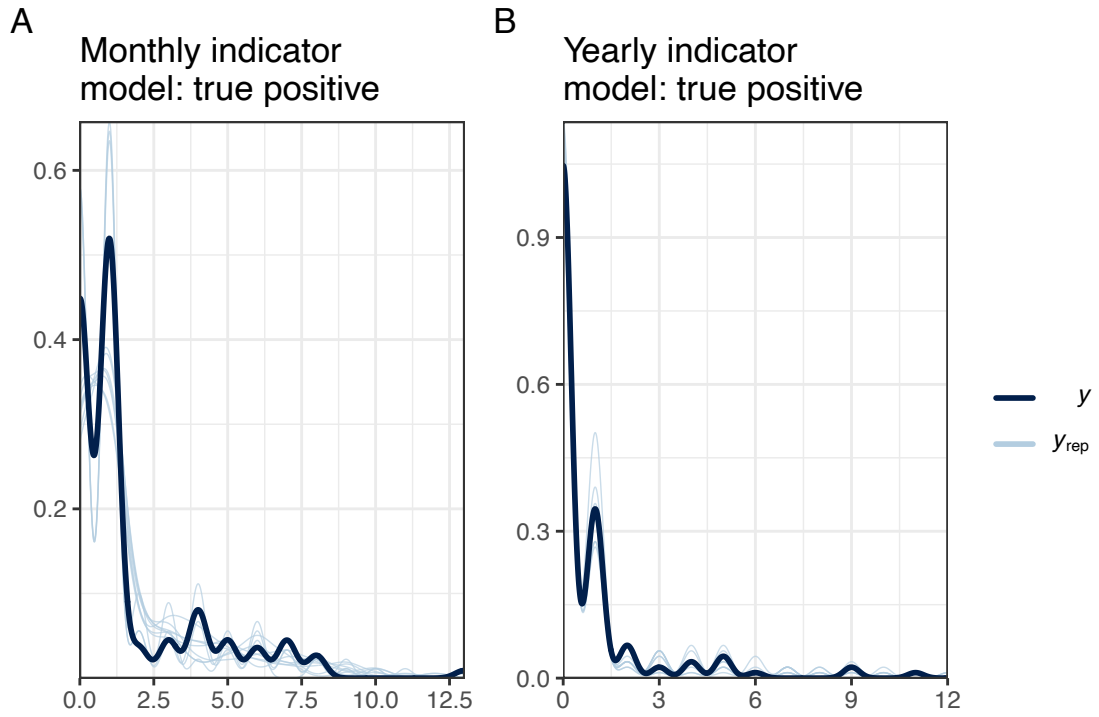 A
Monthly indicator
model: true positive
0.6
0.4
0.2
0.0 2.5 5.0 7.5 10.0 12.5
B
Yearly indicator
model: true positive
0.9
0.6
0.3
0.0
0 3 6 9 12
y
yrep